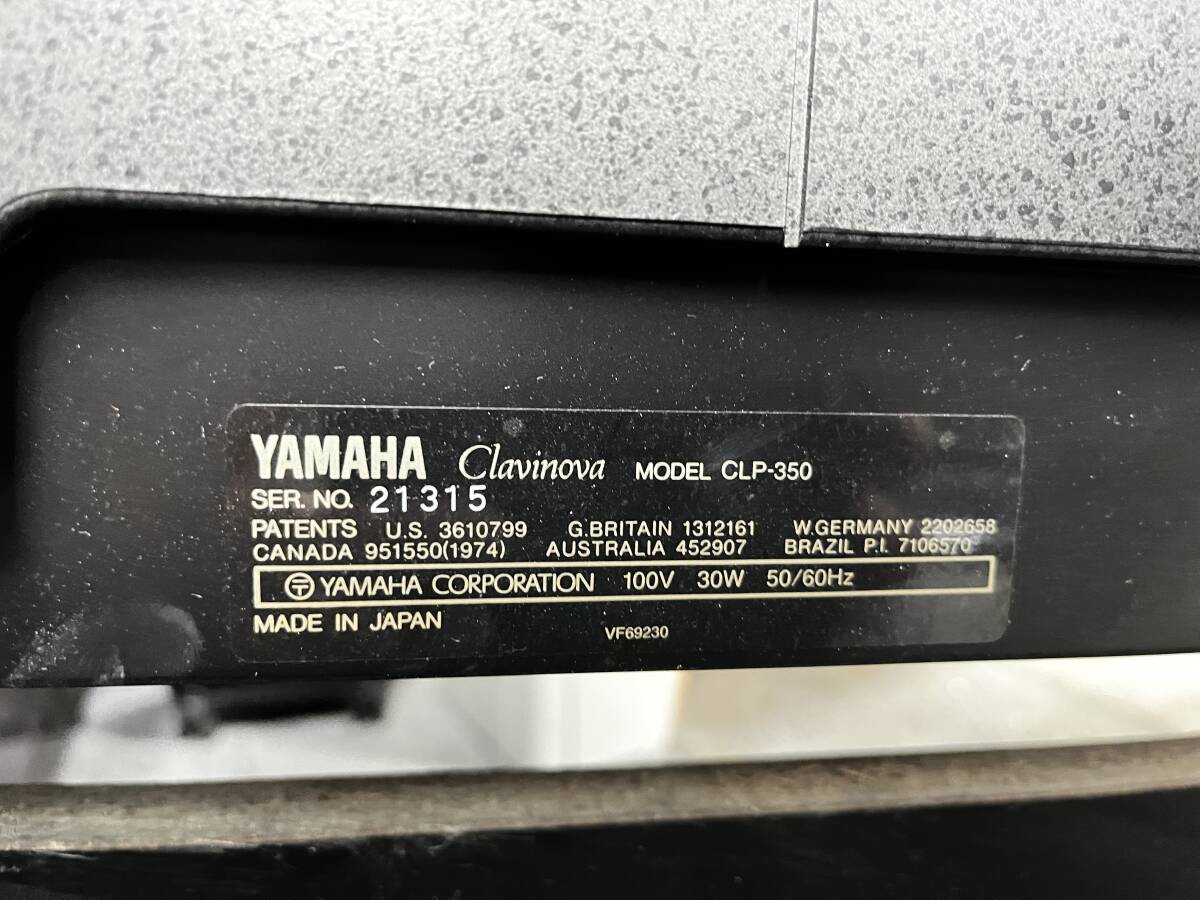 YAMAHA Clavinova MODEL CLP-350
SER. NO. 21315
PATENTS U.S. 3610799 G.BRITAIN 1312161 W.GERMANY 2202658
CANADA 951550(1974) AUSTRALIA 452907 BRAZIL P.I. 7106570
〒 YAMAHA CORPORATION 100V 30W 50/60Hz
MADE IN JAPAN VF69230